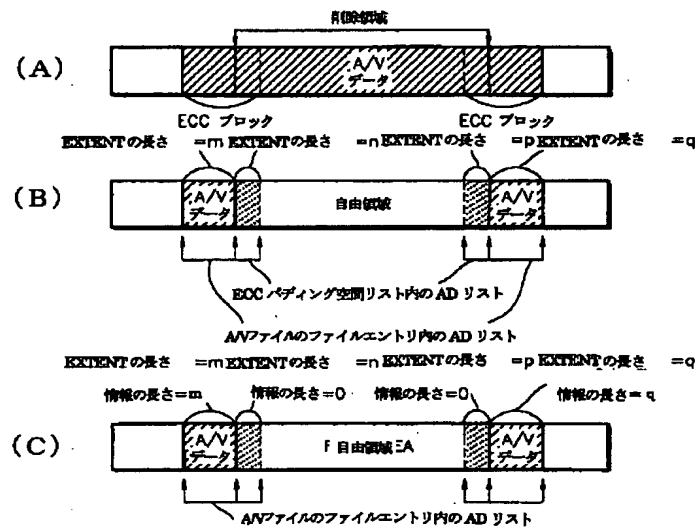 削除領域
(A)
A/V
データ
ECC ブロック ECC ブロック
EXTENTの長さ =m EXTENTの長さ =n EXTENTの長さ =p EXTENTの長さ =q
(B)
A/V
データ
自由領域
A/V
データ
ECC パディング空間リスト内の AD リスト
A/Vファイルのファイルエントリ内の AD リスト
EXTENTの長さ =m EXTENTの長さ =n EXTENTの長さ =p EXTENTの長さ =q
情報の長さ=m 情報の長さ=0 情報の長さ=0 情報の長さ=q
(C)
A/V
データ
F 自由領域 EA
A/V
データ
A/Vファイルのファイルエントリ内の AD リスト